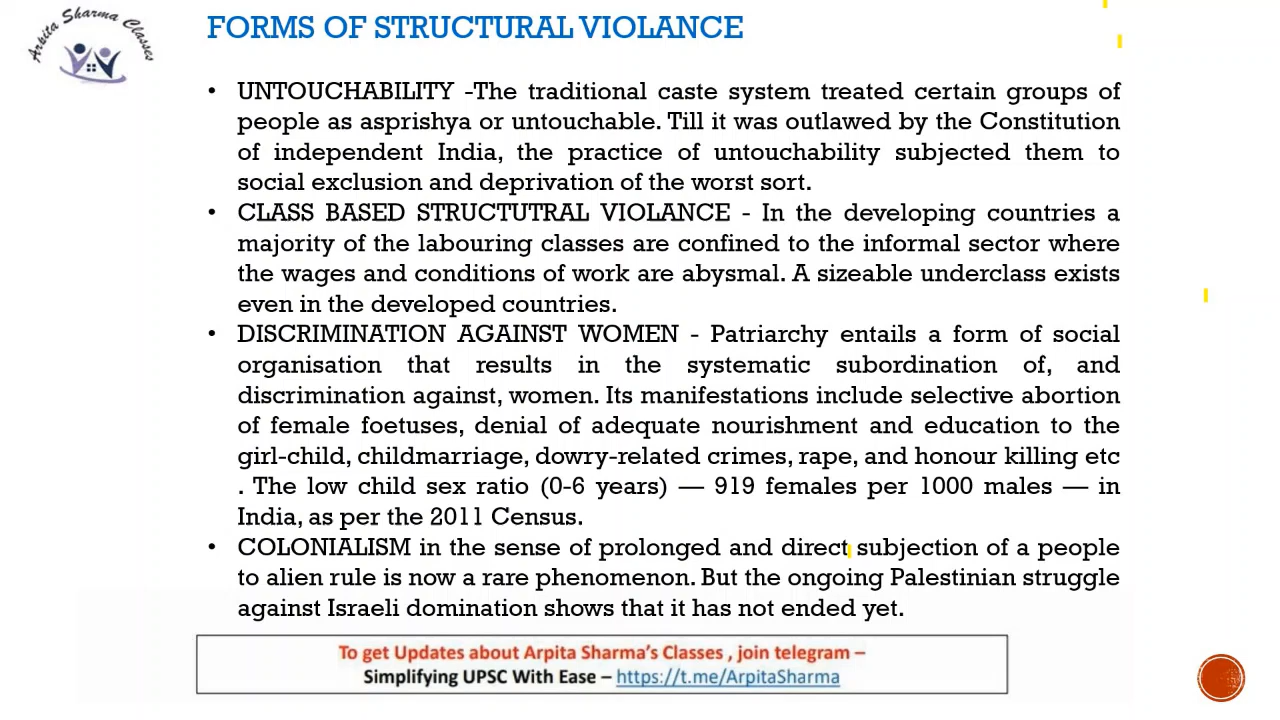 Arpita Sharma Classes
FORMS OF STRUCTURAL VIOLANCE
• UNTOUCHABILITY -The traditional caste system treated certain groups of
people as asprishya or untouchable. Till it was outlawed by the Constitution
of independent India, the practice of untouchability subjected them to
social exclusion and deprivation of the worst sort.
• CLASS BASED STRUCTUTRAL VIOLANCE - In the developing countries a
majority of the labouring classes are confined to the informal sector where
the wages and conditions of work are abysmal. A sizeable underclass exists
even in the developed countries.
• DISCRIMINATION AGAINST WOMEN - Patriarchy entails a form of social
organisation that results in the systematic subordination of, and
discrimination against, women. Its manifestations include selective abortion
of female foetuses, denial of adequate nourishment and education to the
girl-child, childmarriage, dowry-related crimes, rape, and honour killing etc
. The low child sex ratio (0-6 years) — 919 females per 1000 males — in
India, as per the 2011 Census.
• COLONIALISM in the sense of prolonged and direct subjection of a people
to alien rule is now a rare phenomenon. But the ongoing Palestinian struggle
against Israeli domination shows that it has not ended yet.
To get Updates about Arpita Sharma's Classes , join telegram –
Simplifying UPSC With Ease – https://t.me/ArpitaSharma